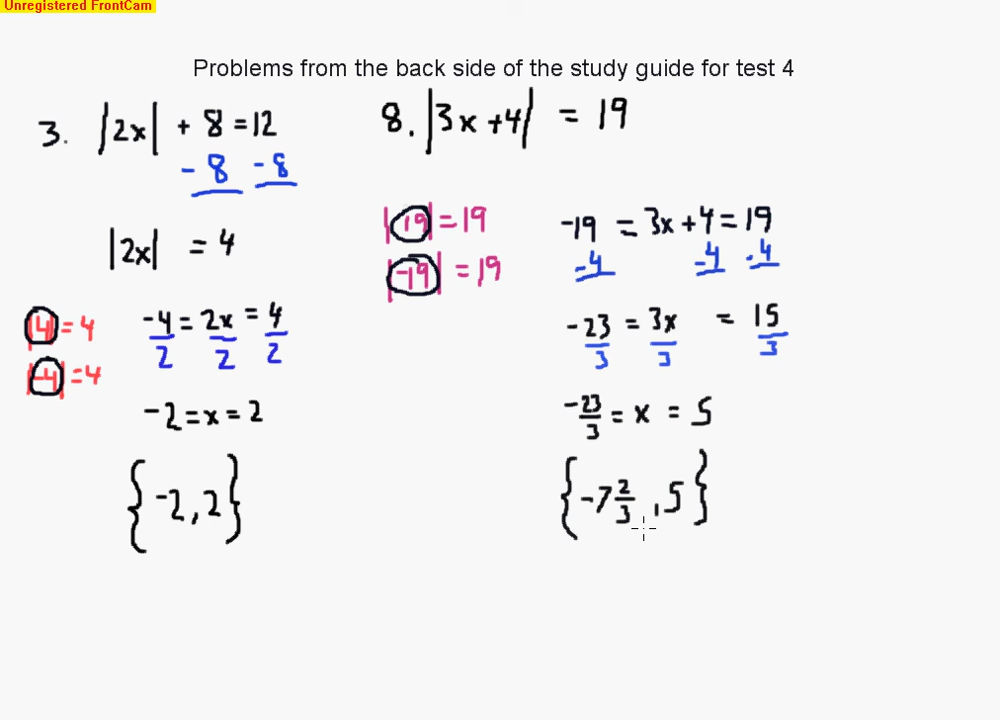 Unregistered FrontCam
Problems from the back side of the study guide for test 4
3. |2x| + 8 = 12
- 8 - 8
|2x| = 4
|4| = 4
|-4| = 4
-4 = 2x = 4
2 2 2
-2 = x = 2
{-2, 2}
8. |3x + 4| = 19
|19| = 19
|-19| = 19
-19 = 3x + 4 = 19
-4 -4 -4
-23 = 3x = 15
3 3 3
-23/3 = x = 5
{-7 2/3, 5}